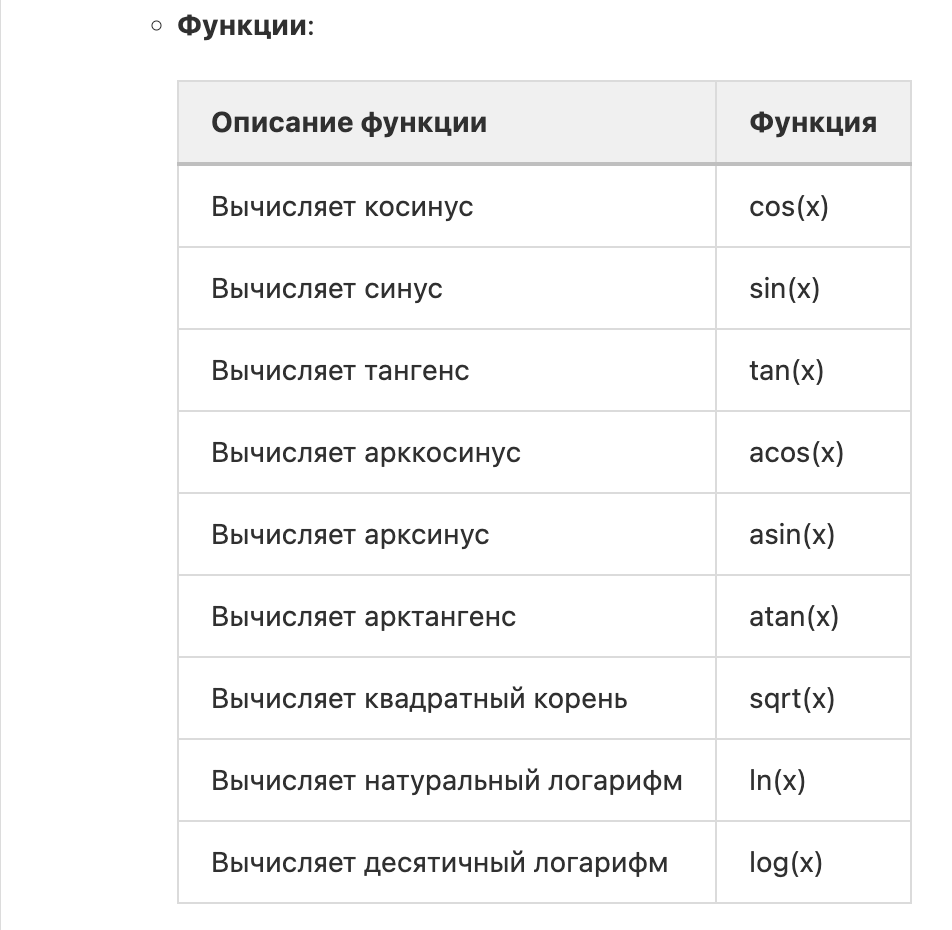 Функции:
Описание функции Функция
Вычисляет косинус cos(x)
Вычисляет синус sin(x)
Вычисляет тангенс tan(x)
Вычисляет арккосинус acos(x)
Вычисляет арксинус asin(x)
Вычисляет арктангенс atan(x)
Вычисляет квадратный корень sqrt(x)
Вычисляет натуральный логарифм ln(x)
Вычисляет десятичный логарифм log(x)